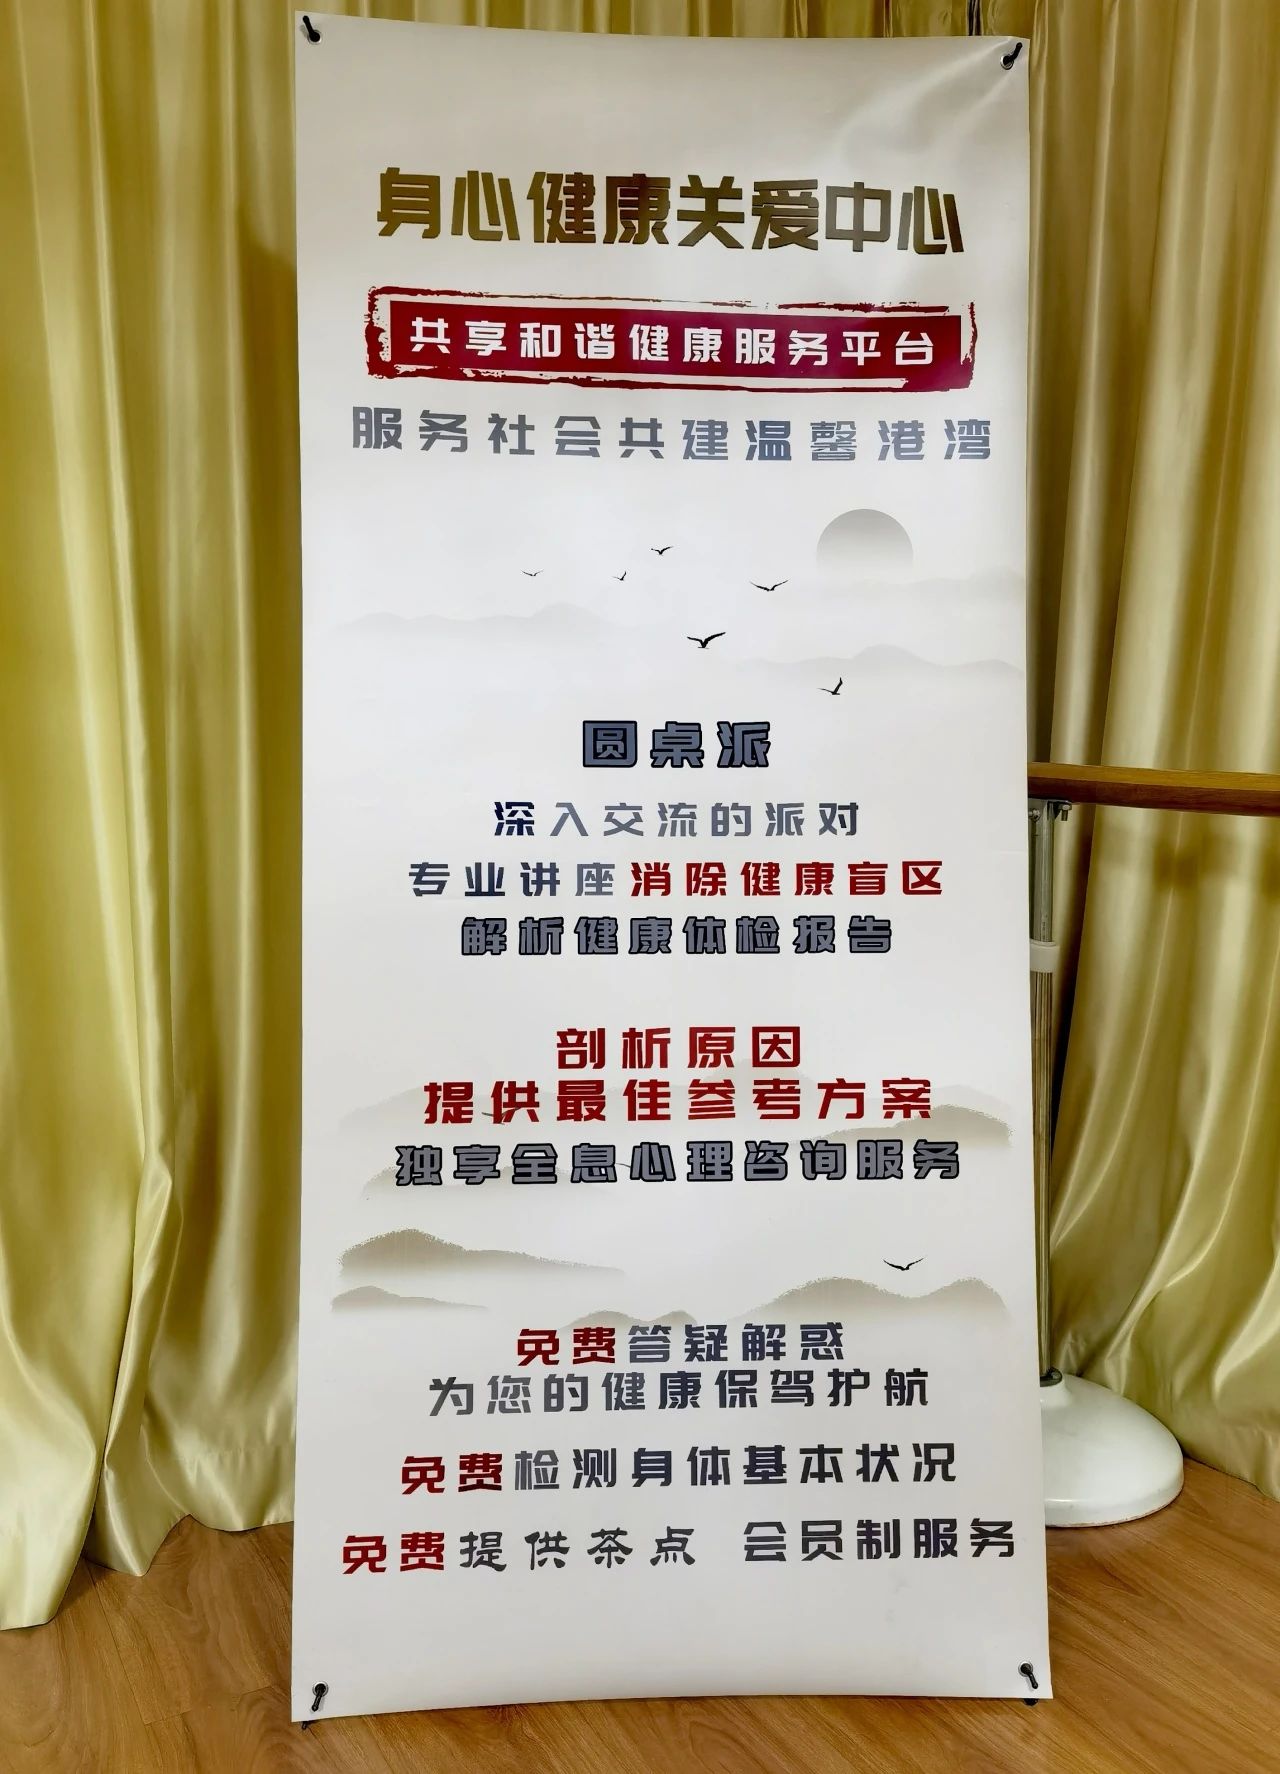 身心健康关爱中心
共享和谐健康服务平台
服务社会共建温馨港湾
圆桌派
深入交流的派对
专业讲座消除健康盲区
解析健康体检报告
剖析原因
提供最佳参考方案
独享全息心理咨询服务
免费答疑解惑
为您的健康保驾护航
免费检测身体基本状况
免费提供茶点 会员制服务